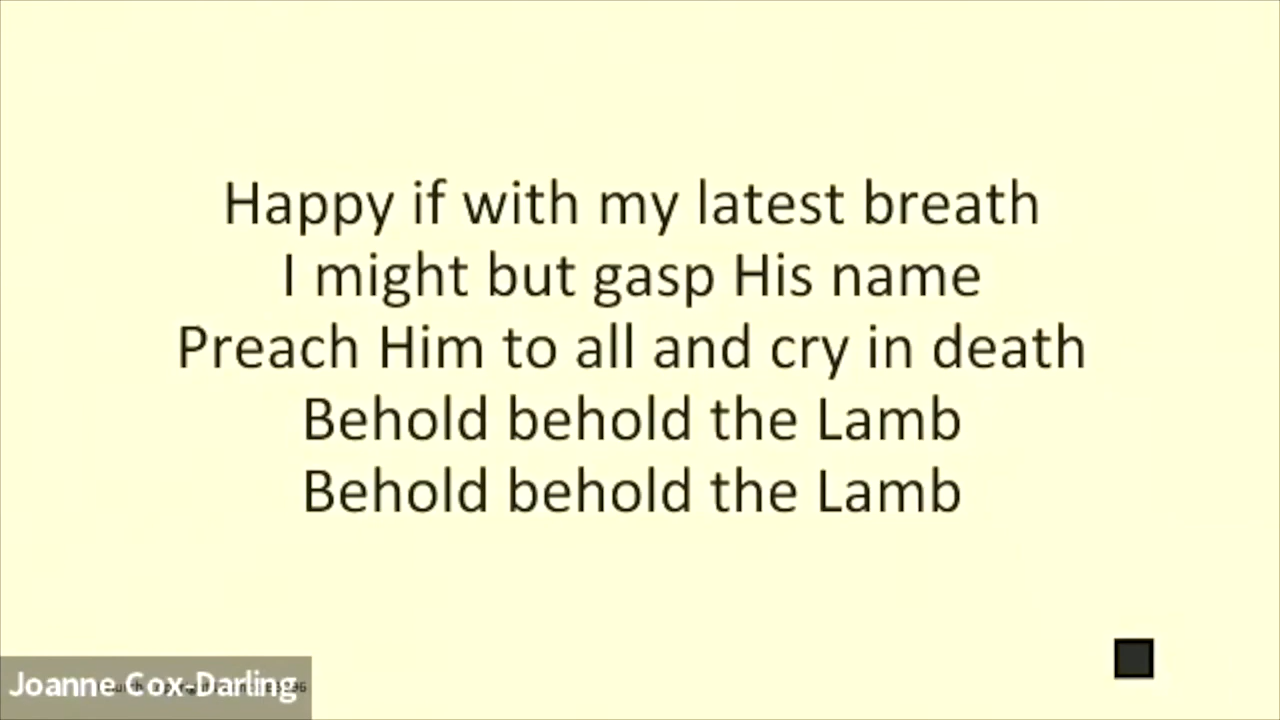 Happy if with my latest breath
I might but gasp His name
Preach Him to all and cry in death
Behold behold the Lamb
Behold behold the Lamb
Joanne Cox-Darling